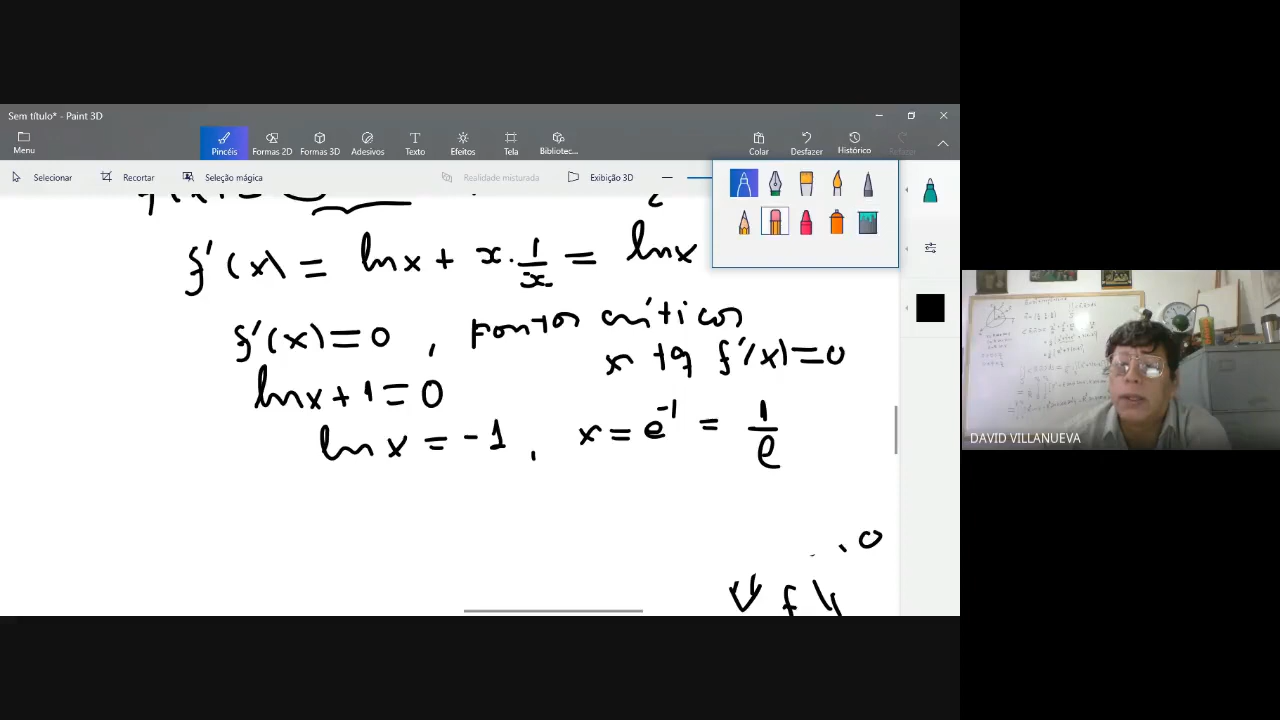 Sem título* - Paint 3D
Menu
Pincéis
Formas 2D
Formas 3D
Adesivos
Texto
Efeitos
Tela
Bibliotec...
Colar
Desfazer
Histórico
Selecionar
Recortar
Seleção mágica
Realidade misturada
Exibição 3D
f'(x) = lnx + x · 1/x = lnx
f'(x) = 0 , pontos críticos
x tq f'(x) = 0
lnx + 1 = 0
ln x = -1 , x = e^-1 = 1/e
DAVID VILLANUEVA